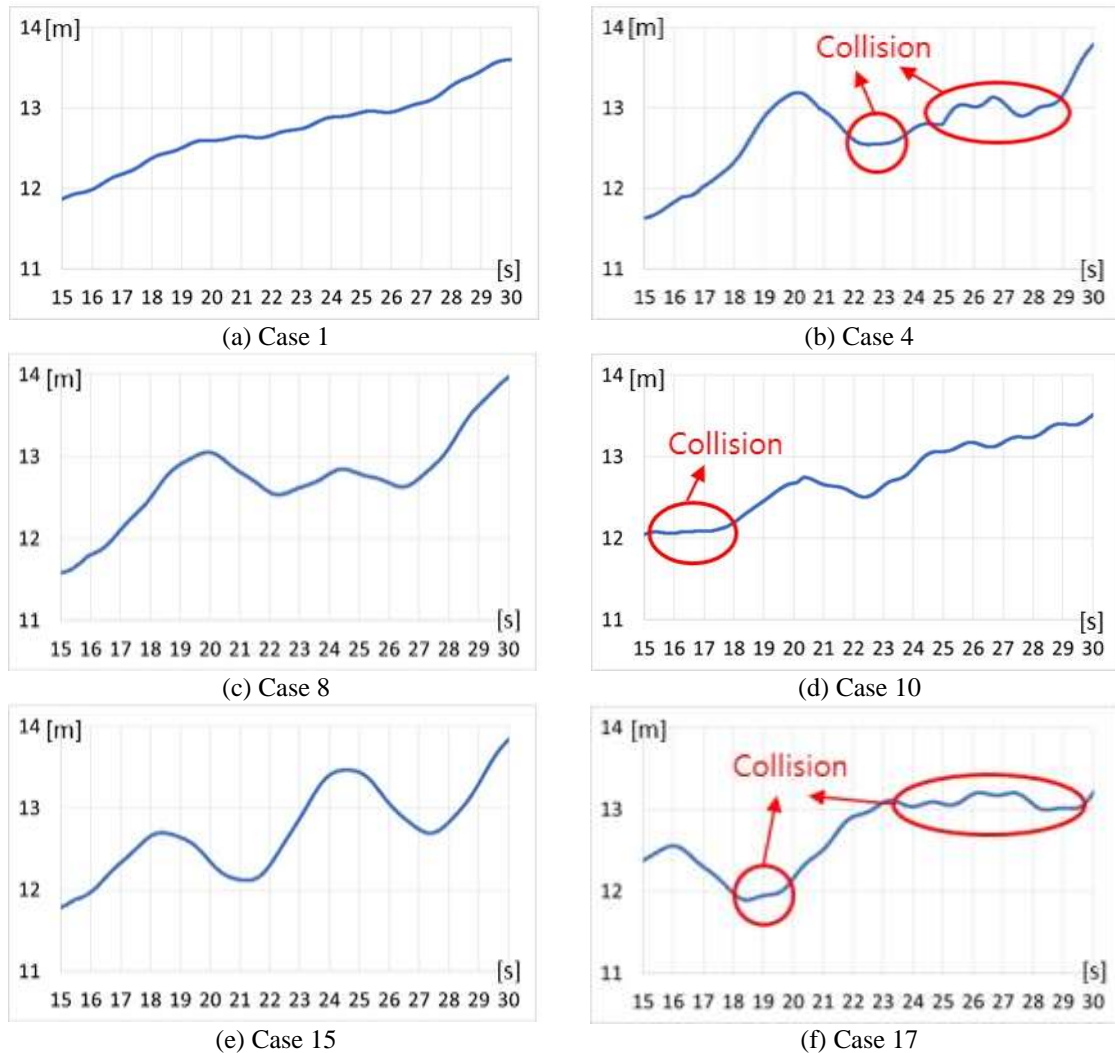 14 [m]
13
12
11
[s]
15 16 17 18 19 20 21 22 23 24 25 26 27 28 29 30
(a) Case 1
14 [m]
Collision
13
12
11
[s]
15 16 17 18 19 20 21 22 23 24 25 26 27 28 29 30
(b) Case 4
14 [m]
13
12
11
[s]
15 16 17 18 19 20 21 22 23 24 25 26 27 28 29 30
(c) Case 8
14 [m]
Collision
13
12
11
[s]
15 16 17 18 19 20 21 22 23 24 25 26 27 28 29 30
(d) Case 10
14 [m]
13
12
11
[s]
15 16 17 18 19 20 21 22 23 24 25 26 27 28 29 30
(e) Case 15
14 [m]
Collision
13
12
11
[s]
15 16 17 18 19 20 21 22 23 24 25 26 27 28 29 30
(f) Case 17